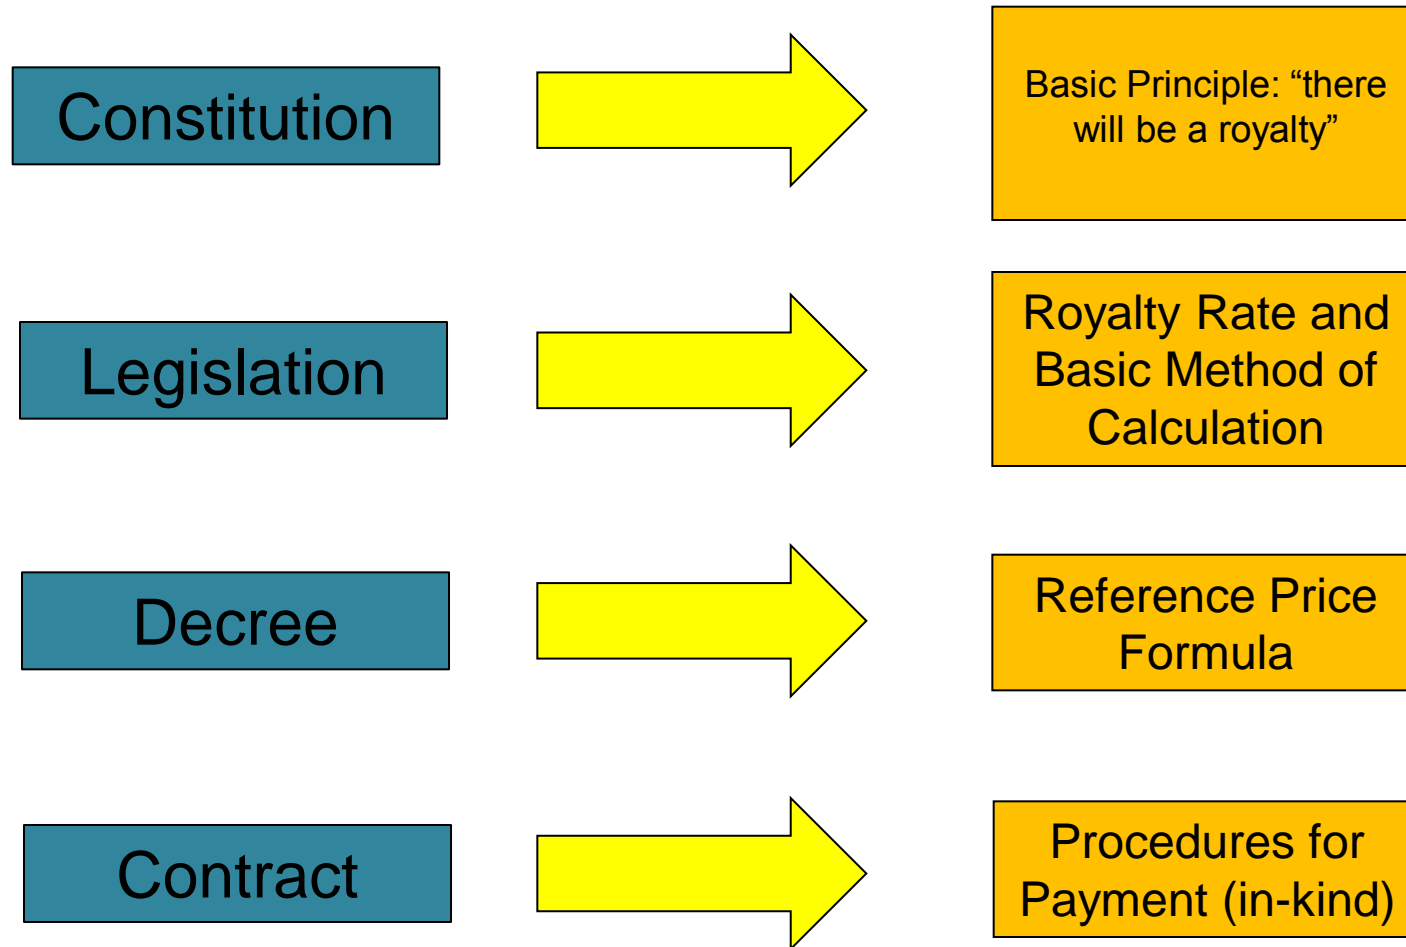 Constitution
Basic Principle: “there
will be a royalty”
Legislation
Royalty Rate and
Basic Method of
Calculation
Decree
Reference Price
Formula
Contract
Procedures for
Payment (in-kind)